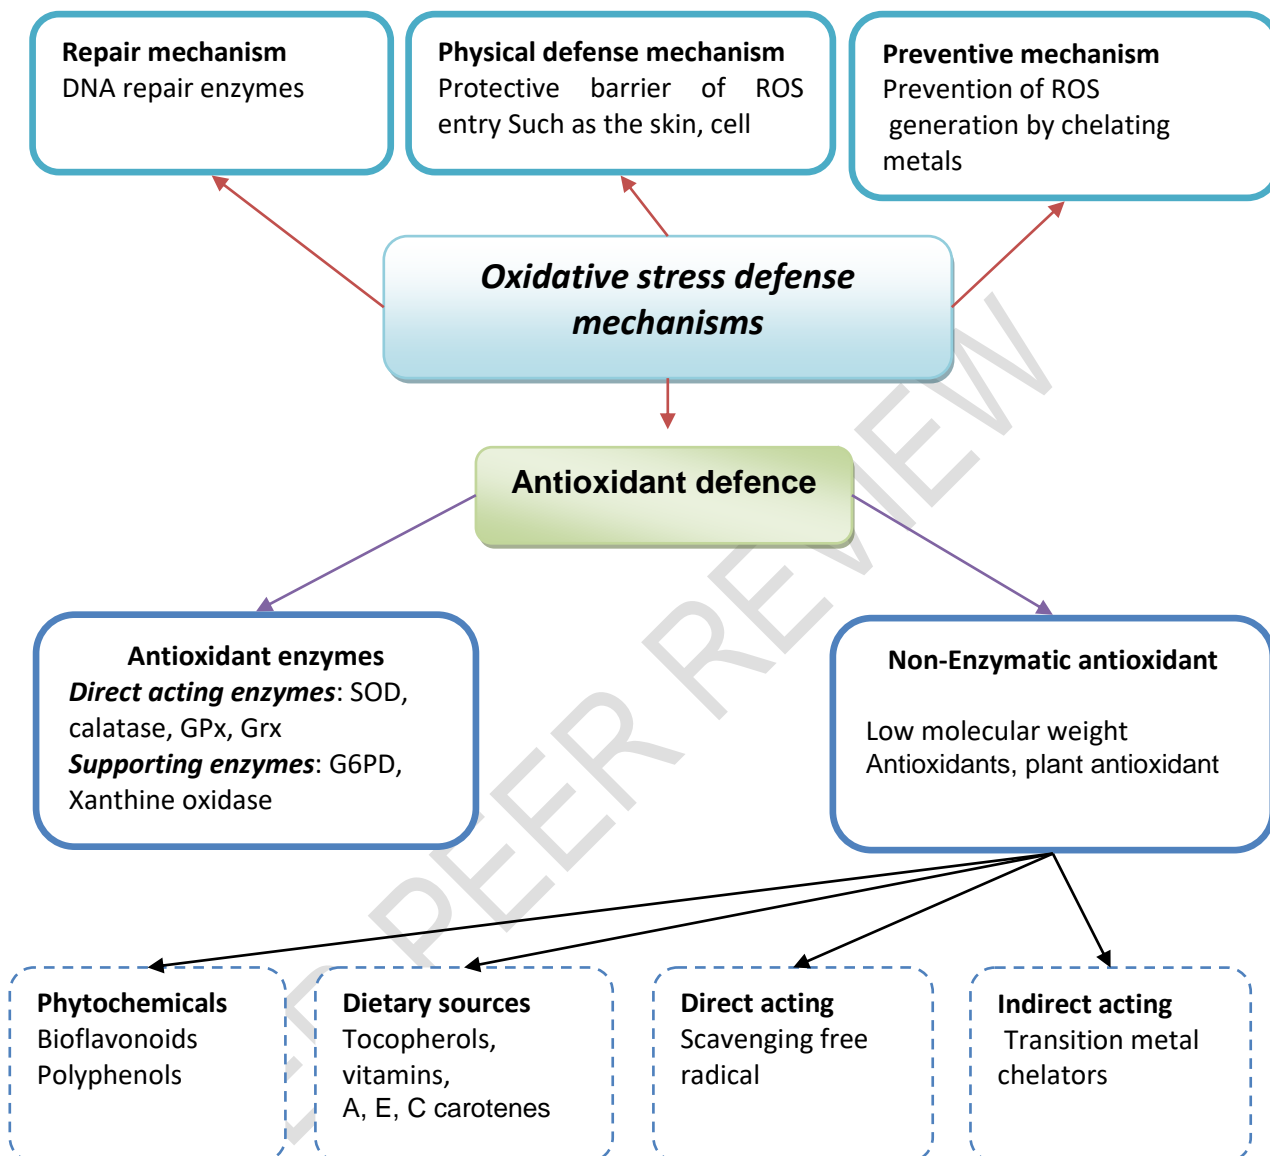 Repair mechanism
DNA repair enzymes
Physical defense mechanism
Protective barrier of ROS
entry Such as the skin, cell
Preventive mechanism
Prevention of ROS
generation by chelating
metals
Oxidative stress defense
mechanisms
Antioxidant defence
Antioxidant enzymes
Direct acting enzymes: SOD,
calatase, GPx, Grx
Supporting enzymes: G6PD,
Xanthine oxidase
Non-Enzymatic antioxidant
Low molecular weight
Antioxidants, plant antioxidant
Phytochemicals
Bioflavonoids
Polyphenols
Dietary sources
Tocopherols,
vitamins,
A, E, C carotenes
Direct acting
Scavenging free
radical
Indirect acting
Transition metal
chelators
PEER REVIEW